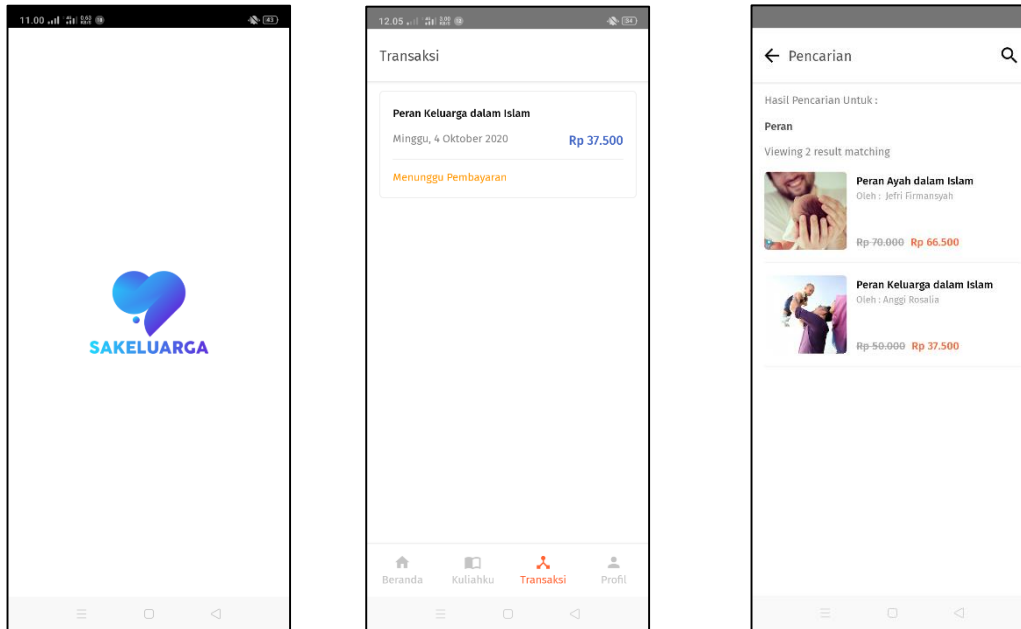 11.00
43
SAKELUARGA
12.05
34
Transaksi
Peran Keluarga dalam Islam
Minggu, 4 Oktober 2020
Rp 37.500
Menunggu Pembayaran
Beranda
Kuliahku
Transaksi
Profil
Pencarian
Hasil Pencarian Untuk :
Peran
Viewing 2 result matching
Peran Ayah dalam Islam
Oleh : Jefri Firmansyah
Rp 70.000 Rp 66.500
Peran Keluarga dalam Islam
Oleh : Anggi Rosalia
Rp 50.000 Rp 37.500